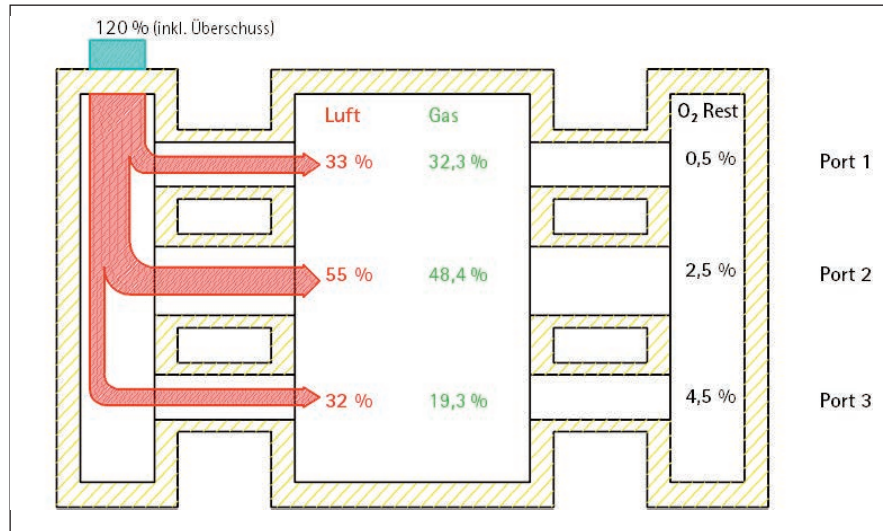 120 % (inkl. Überschuss)
Luft Gas O₂ Rest
33 % 32,3 % 0,5 % Port 1
55 % 48,4 % 2,5 % Port 2
32 % 19,3 % 4,5 % Port 3